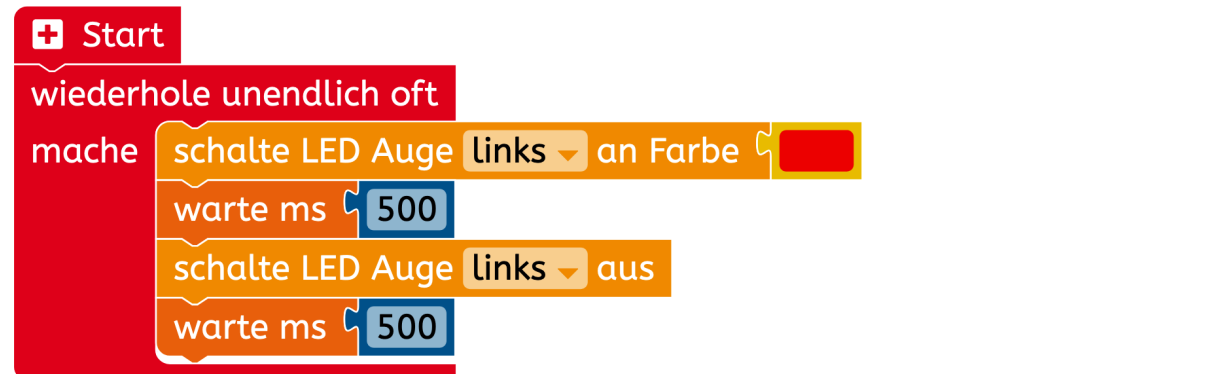 Start
wiederhole unendlich oft
mache schalte LED Auge links an Farbe
warte ms 500
schalte LED Auge links aus
warte ms 500